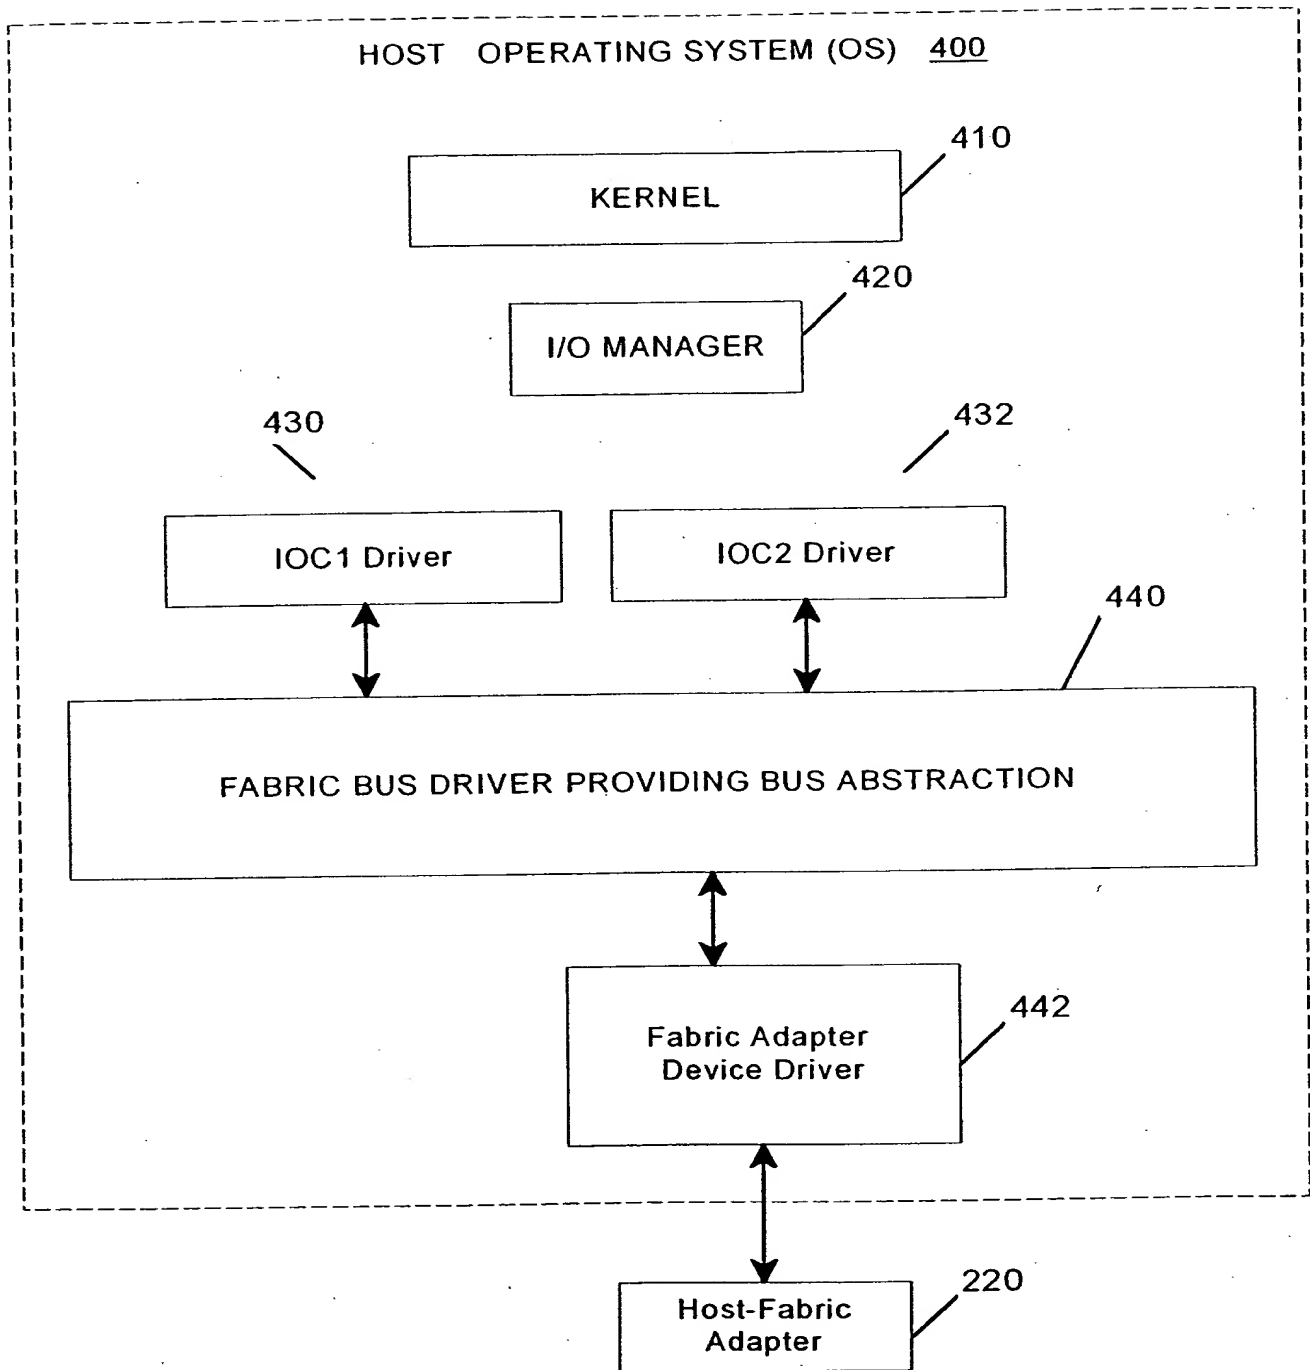 HOST OPERATING SYSTEM (OS) 400
410
KERNEL
420
I/O MANAGER
430
432
IOC1 Driver
IOC2 Driver
440
FABRIC BUS DRIVER PROVIDING BUS ABSTRACTION
442
Fabric Adapter
Device Driver
220
Host-Fabric
Adapter